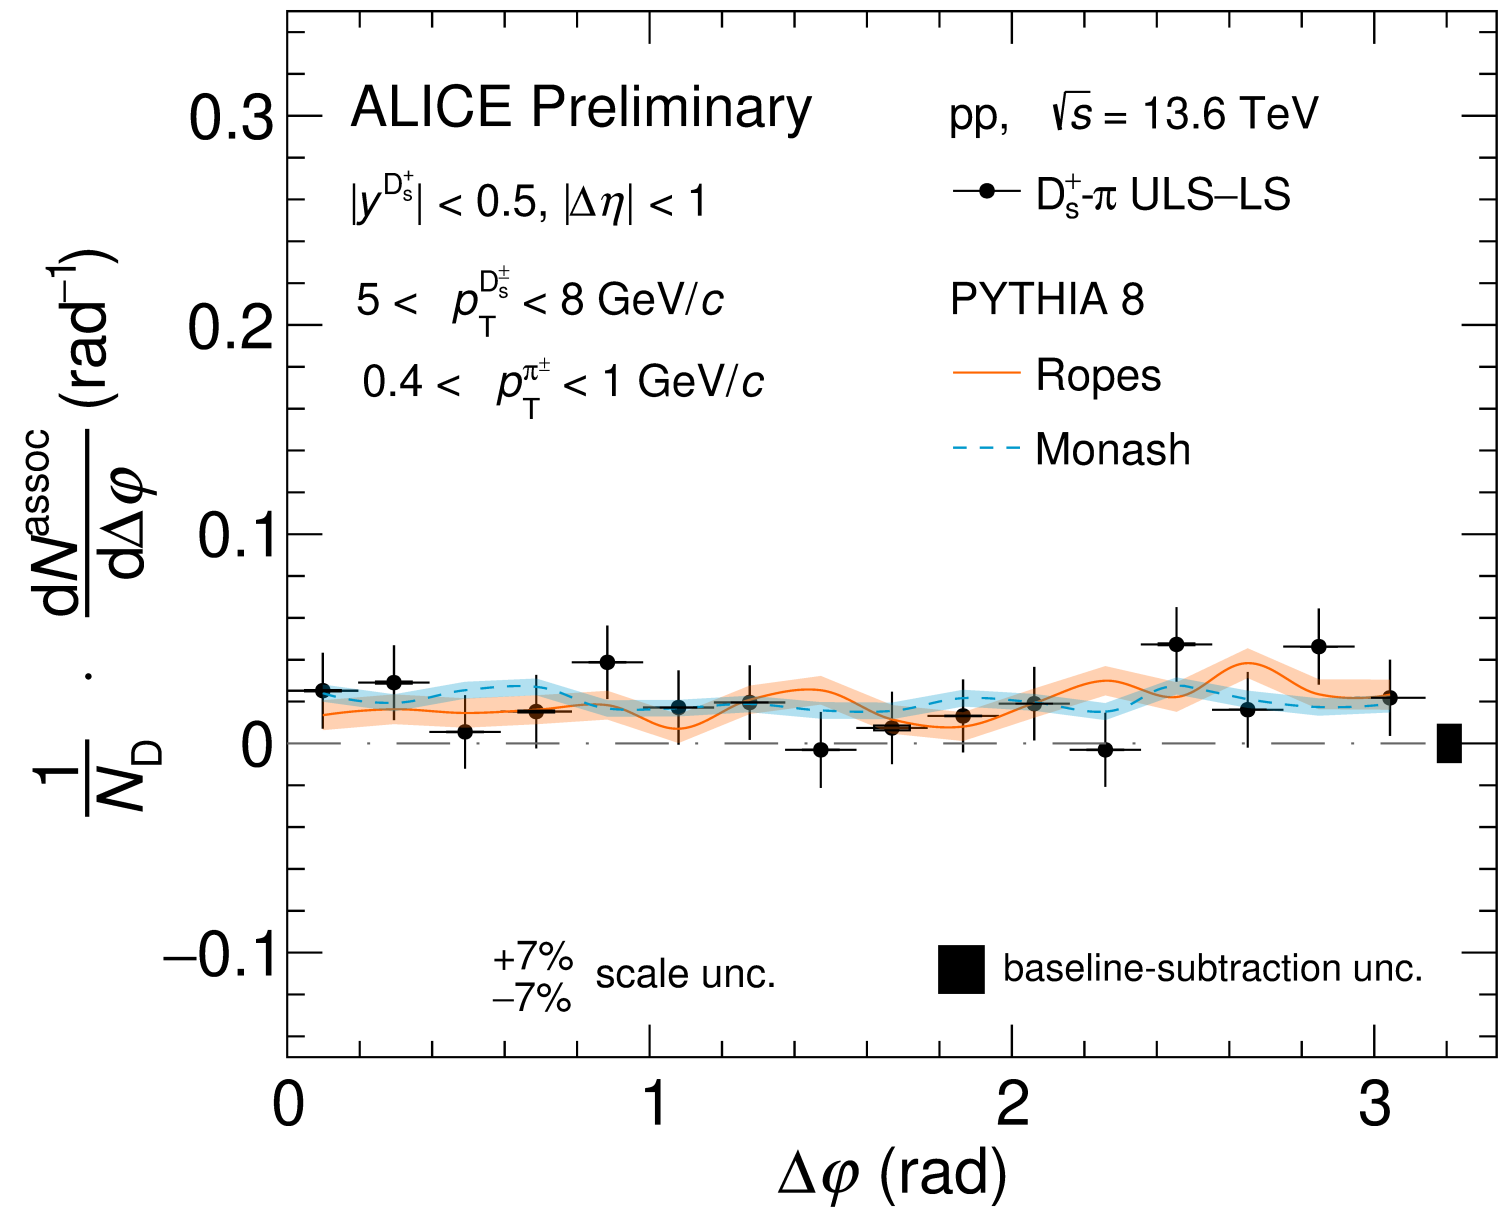 ALICE Preliminary
|y^{D_s^+}| < 0.5, |Δη| < 1
5 < p_T^{D_s^±} < 8 GeV/c
0.4 < p_T^{π^±} < 1 GeV/c
pp, √s = 13.6 TeV
D_s^+-π ULS–LS
PYTHIA 8
Ropes
Monash
+7%
−7%
scale unc.
baseline-subtraction unc.
0.3
0.2
0.1
0
−0.1
0 1 2 3
Δφ (rad)
1/N_D · dN^{assoc}/dΔφ (rad^{−1})